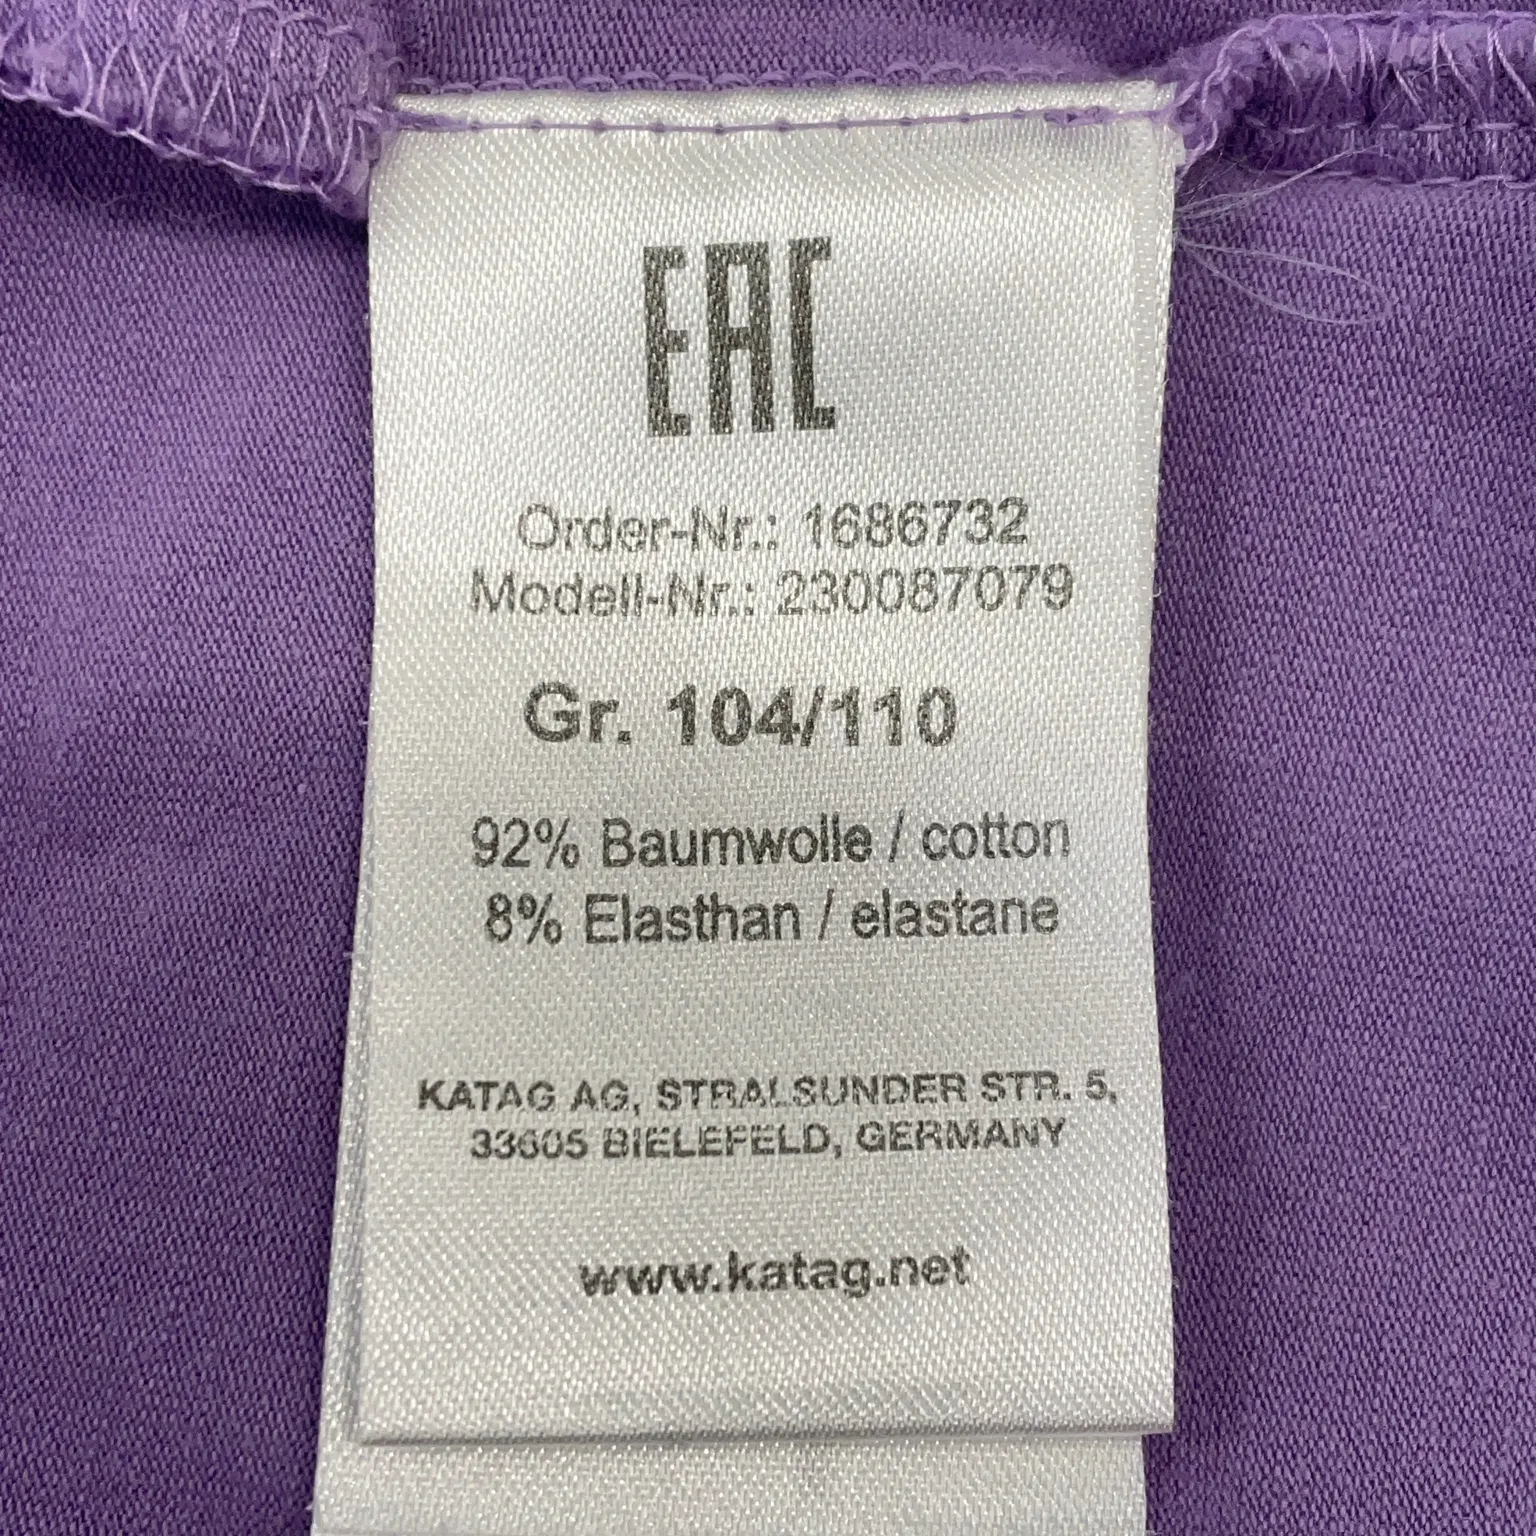 EAC
Order-Nr.: 1686732
Modell-Nr.: 230087079
Gr. 104/110
92% Baumwolle / cotton
8% Elasthan / elastane
KATAG AG, STRALSUNDER STR. 5,
33605 BIELEFELD, GERMANY
www.katag.net